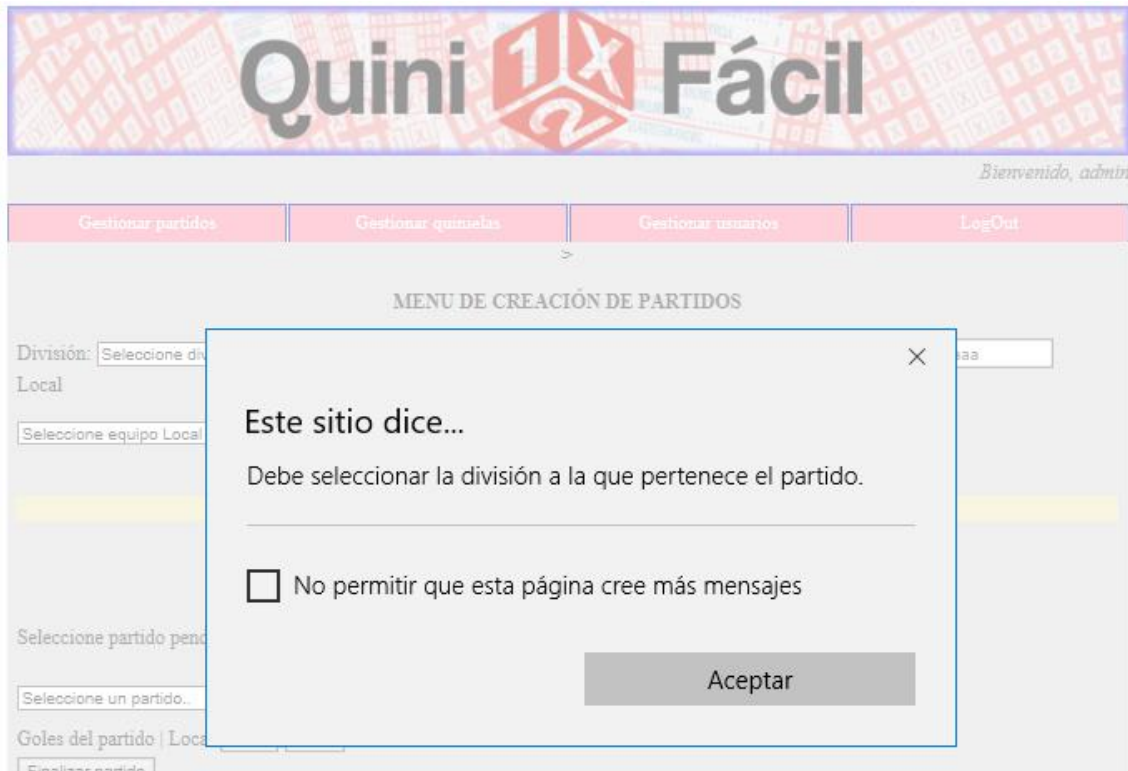 Quini 1X2 Fácil
Bienvenido, admin
Gestionar partidos Gestionar quinielas Gestionar usuarios LogOut
>
MENU DE CREACIÓN DE PARTIDOS
División: Seleccione div
aaa
Local
Seleccione equipo Local
Este sitio dice...
Debe seleccionar la división a la que pertenece el partido.
No permitir que esta página cree más mensajes
Aceptar
Seleccione partido pend
Seleccione un partido..
Goles del partido | Loca
Finalizar partido